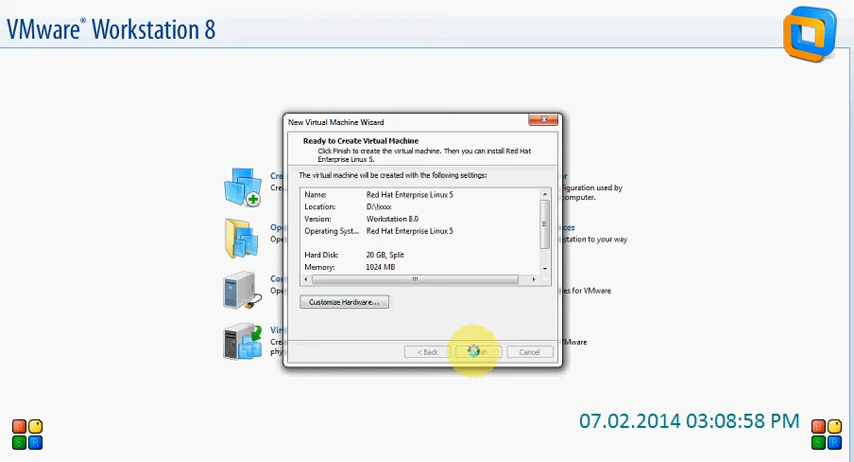 VMware® Workstation 8
New Virtual Machine Wizard
Ready to Create Virtual Machine
Click Finish to create the virtual machine. Then you can install Red Hat
Enterprise Linux 5.
The virtual machine will be created with the following settings:
Name: Red Hat Enterprise Linux 5
Location:
Version: Workstation 8.0
Operating Syst... Red Hat Enterprise Linux 5
Hard Disk: 20 GB, Split
Memory: 1024 MB
Customize Hardware...
< Back
Cancel
figuration used by
computer.
station to your way
es for VMware
VMware
07.02.2014 03:08:58 PM
B
S R
B
S R